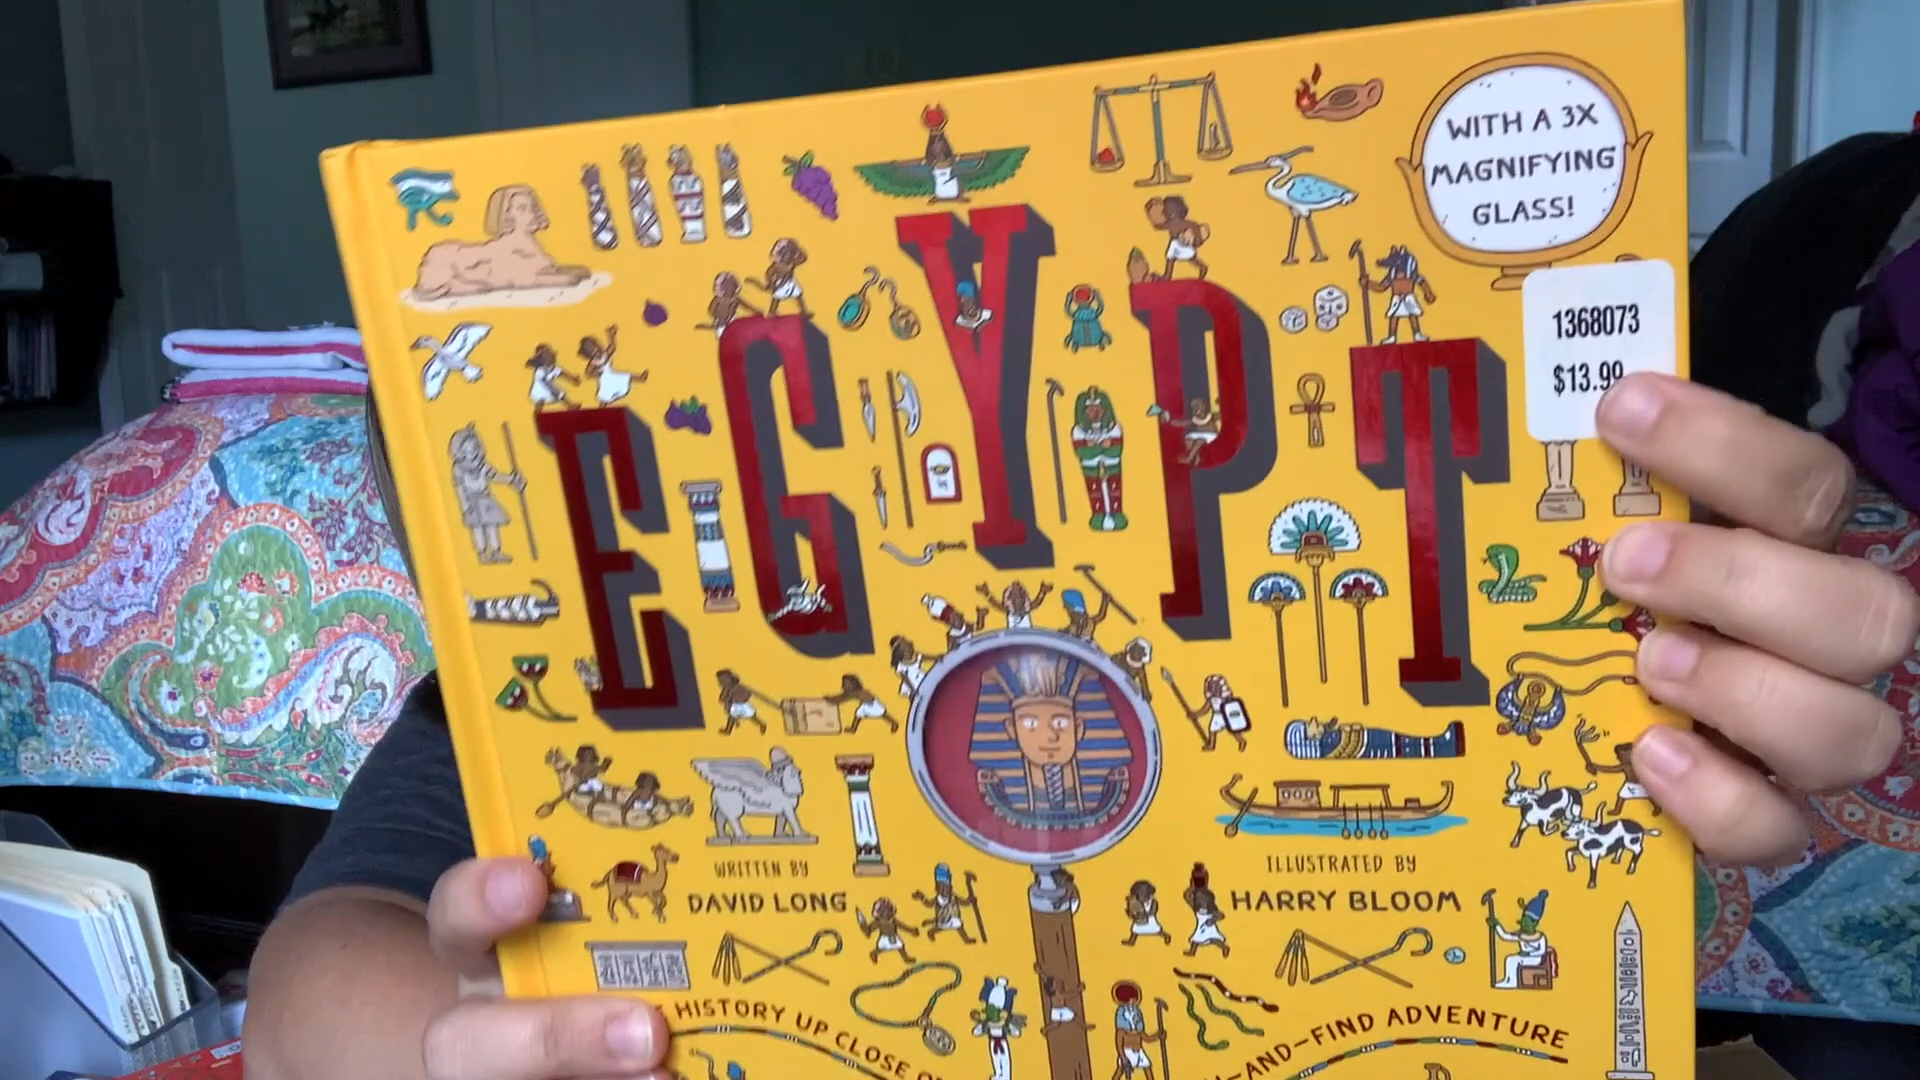 WITH A 3X
MAGNIFYING
GLASS!
1368073
$13.99
EGYPT
WRITTEN BY
DAVID LONG
ILLUSTRATED BY
HARRY BLOOM
HISTORY UP CLOSE
-AND-FIND ADVENTURE